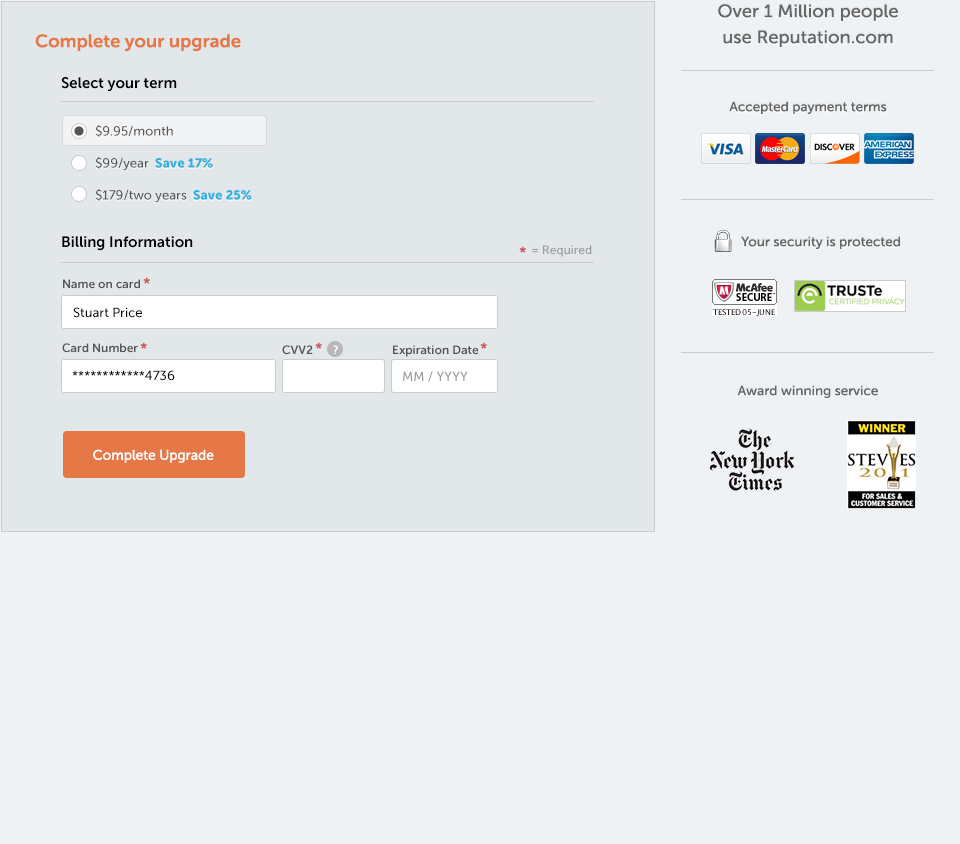 Complete your upgrade
Select your term
$9.95/month
$99/year Save 17%
$179/two years Save 25%
Billing Information
* = Required
Name on card *
Stuart Price
Card Number * CVV2 * ? Expiration Date *
************4736 MM / YYYY
Complete Upgrade
Over 1 Million people
use Reputation.com
Accepted payment terms
VISA MasterCard DISCOVER AMERICAN EXPRESS
Your security is protected
McAfee SECURE
TESTED 05-JUNE
TRUSTe
CERTIFIED PRIVACY
Award winning service
The
New York
Times
WINNER
STEVIES
2011
FOR SALES &
CUSTOMER SERVICE